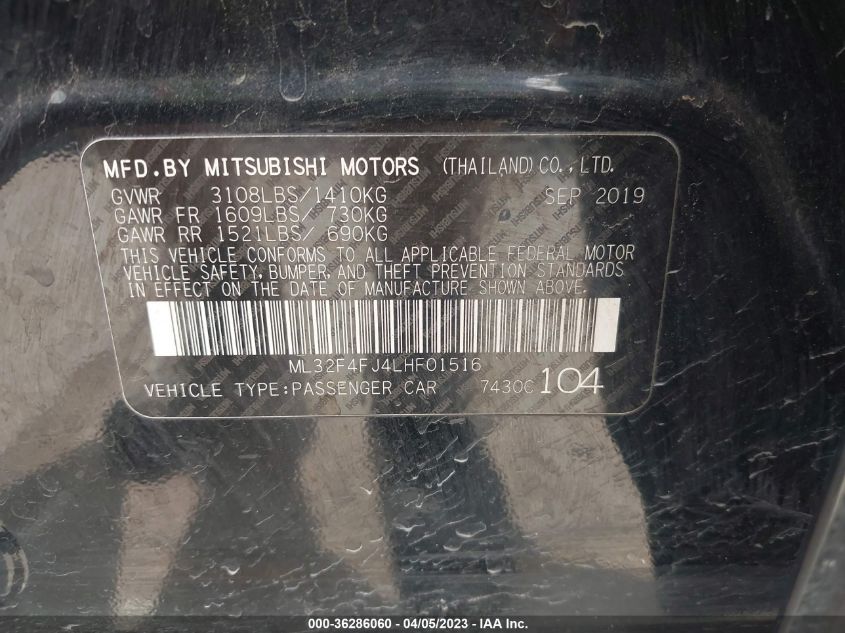 MFD.BY MITSUBISHI MOTORS (THAILAND) CO.,LTD.
GVWR 3108LBS/1410KG SEP 2019
GAWR FR 1609LBS/ 730KG
GAWR RR 1521LBS/ 690KG
THIS VEHICLE CONFORMS TO ALL APPLICABLE FEDERAL MOTOR
VEHICLE SAFETY, BUMPER, AND THEFT PREVENTION STANDARDS
IN EFFECT ON THE DATE OF MANUFACTURE SHOWN ABOVE.
ML32F4FJ4LHF01516
VEHICLE TYPE:PASSENGER CAR 7430C 104
000-36286060 - 04/05/2023 - IAA Inc.